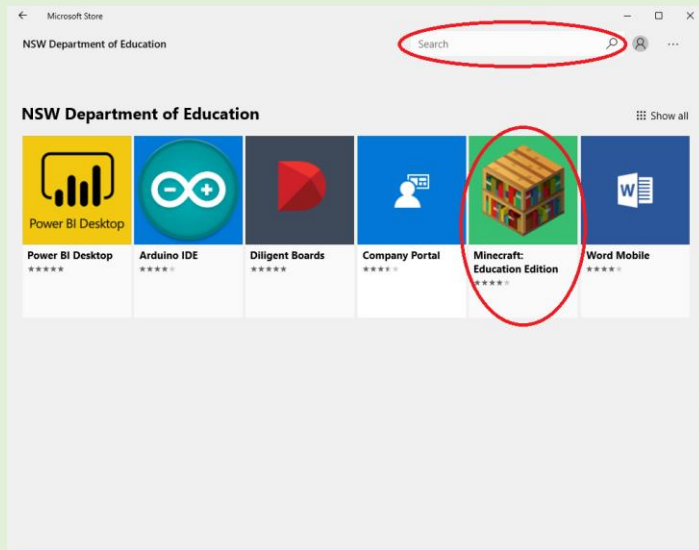 Microsoft Store
NSW Department of Education
Search
NSW Department of Education
Show all
Power BI Desktop
W
Power BI Desktop
Arduino IDE
Diligent Boards
Company Portal
Minecraft:
Education Edition
Word Mobile